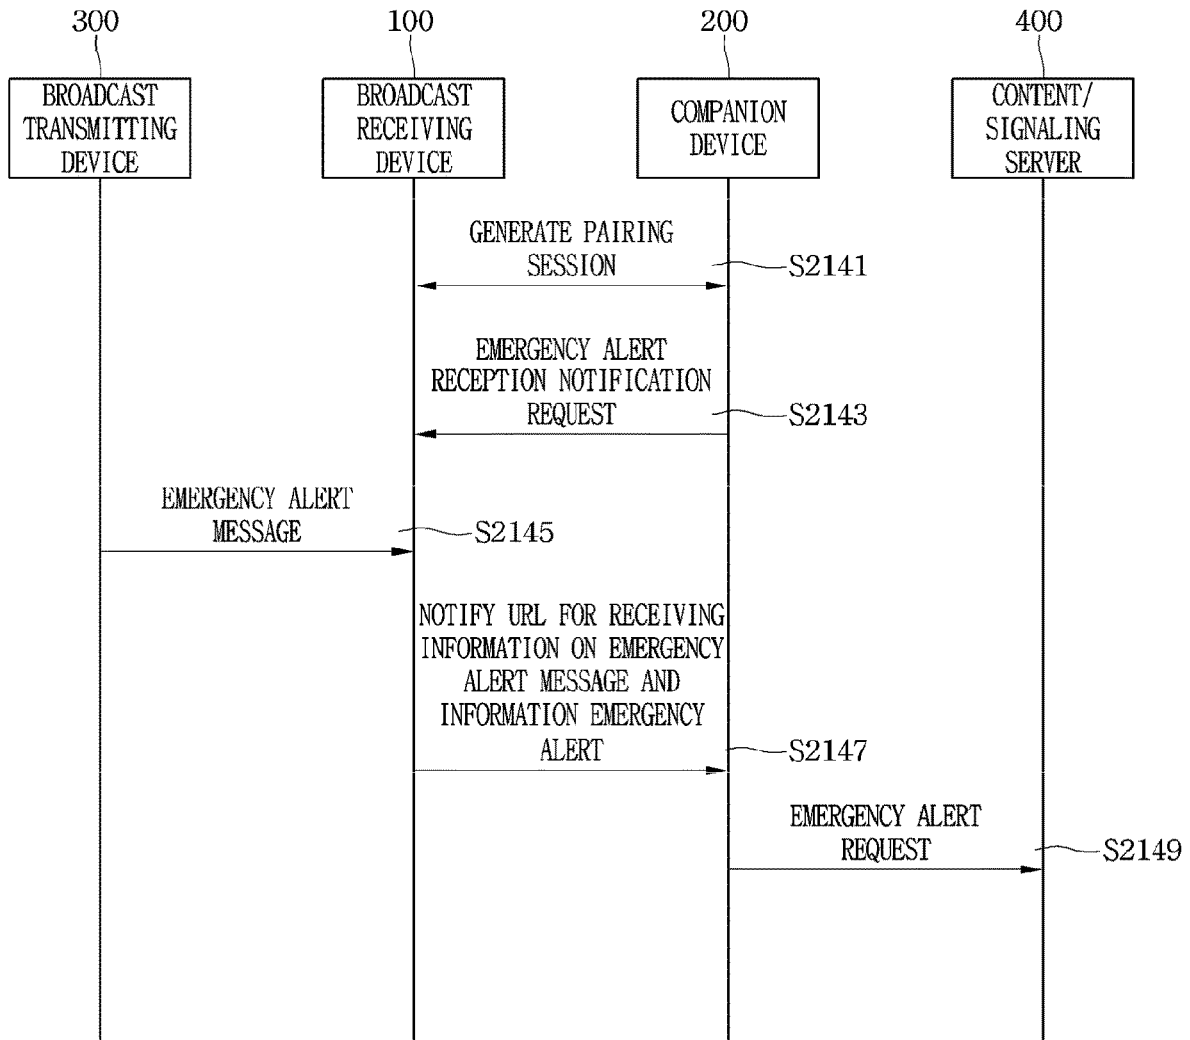 300
100
200
400
BROADCAST
TRANSMITTING
DEVICE
BROADCAST
RECEIVING
DEVICE
COMPANION
DEVICE
CONTENT/
SIGNALING
SERVER
GENERATE PAIRING
SESSION
S2141
EMERGENCY ALERT
RECEPTION NOTIFICATION
REQUEST
S2143
EMERGENCY ALERT
MESSAGE
S2145
NOTIFY URL FOR RECEIVING
INFORMATION ON EMERGENCY
ALERT MESSAGE AND
INFORMATION EMERGENCY
ALERT
S2147
EMERGENCY ALERT
REQUEST
S2149